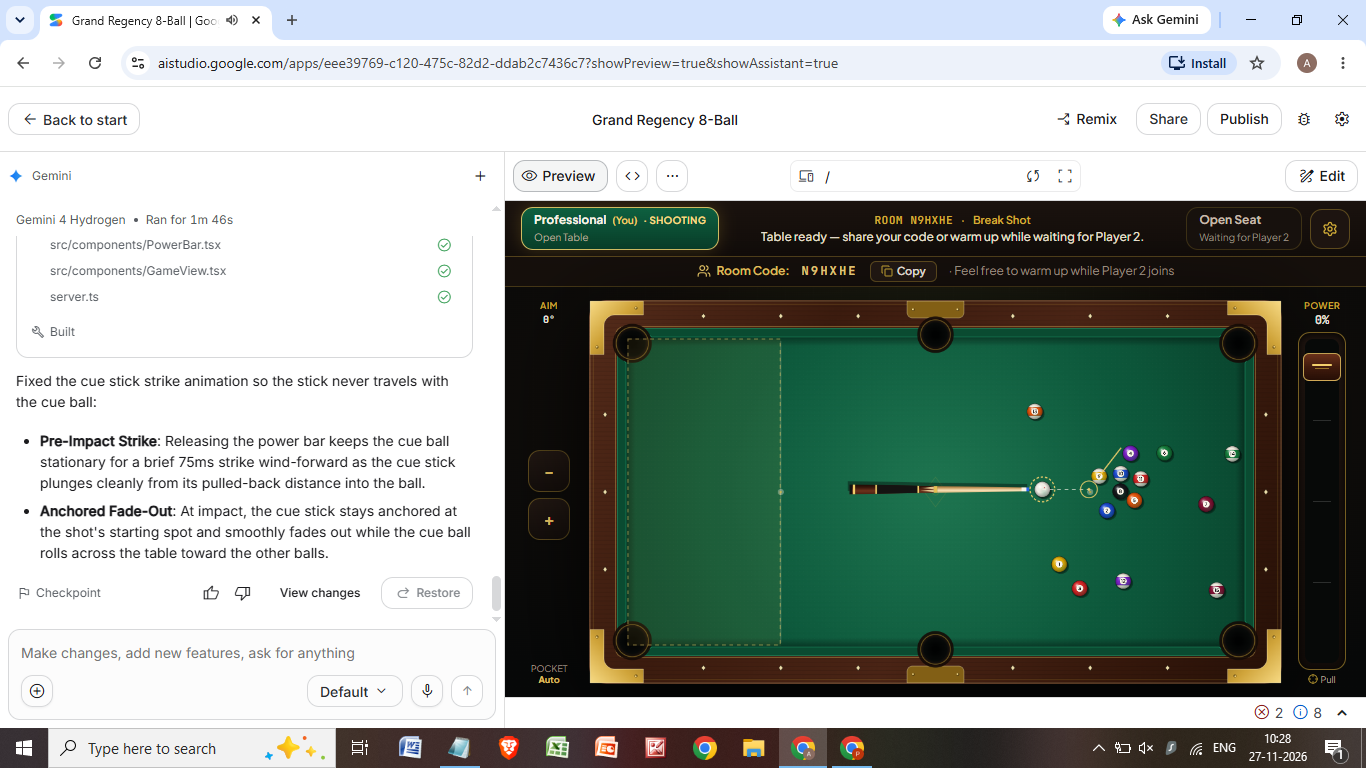 Grand Regency 8-Ball | Goo
Ask Gemini
aistudio.google.com/apps/eee39769-c120-475c-82d2-ddab2c7436c7?showPreview=true&showAssistant=true
Install
A
Back to start
Grand Regency 8-Ball
Remix
Share
Publish
Gemini
Preview
/
Edit
Gemini 4 Hydrogen • Ran for 1m 46s
src/components/PowerBar.tsx
src/components/GameView.tsx
server.ts
Built
Fixed the cue stick strike animation so the stick never travels with
the cue ball:
• Pre-Impact Strike: Releasing the power bar keeps the cue ball
stationary for a brief 75ms strike wind-forward as the cue stick
plunges cleanly from its pulled-back distance into the ball.
• Anchored Fade-Out: At impact, the cue stick stays anchored at
the shot's starting spot and smoothly fades out while the cue ball
rolls across the table toward the other balls.
Checkpoint
View changes
Restore
Make changes, add new features, ask for anything
Default
Professional (You) · SHOOTING
Open Table
ROOM N9HXHE · Break Shot
Table ready — share your code or warm up while waiting for Player 2.
Open Seat
Waiting for Player 2
Room Code: N9HXHE
Copy
· Feel free to warm up while Player 2 joins
AIM
0°
POWER
0%
−
+
POCKET
Auto
Pull
2
8
Type here to search
ENG
10:28
27-11-2026
1